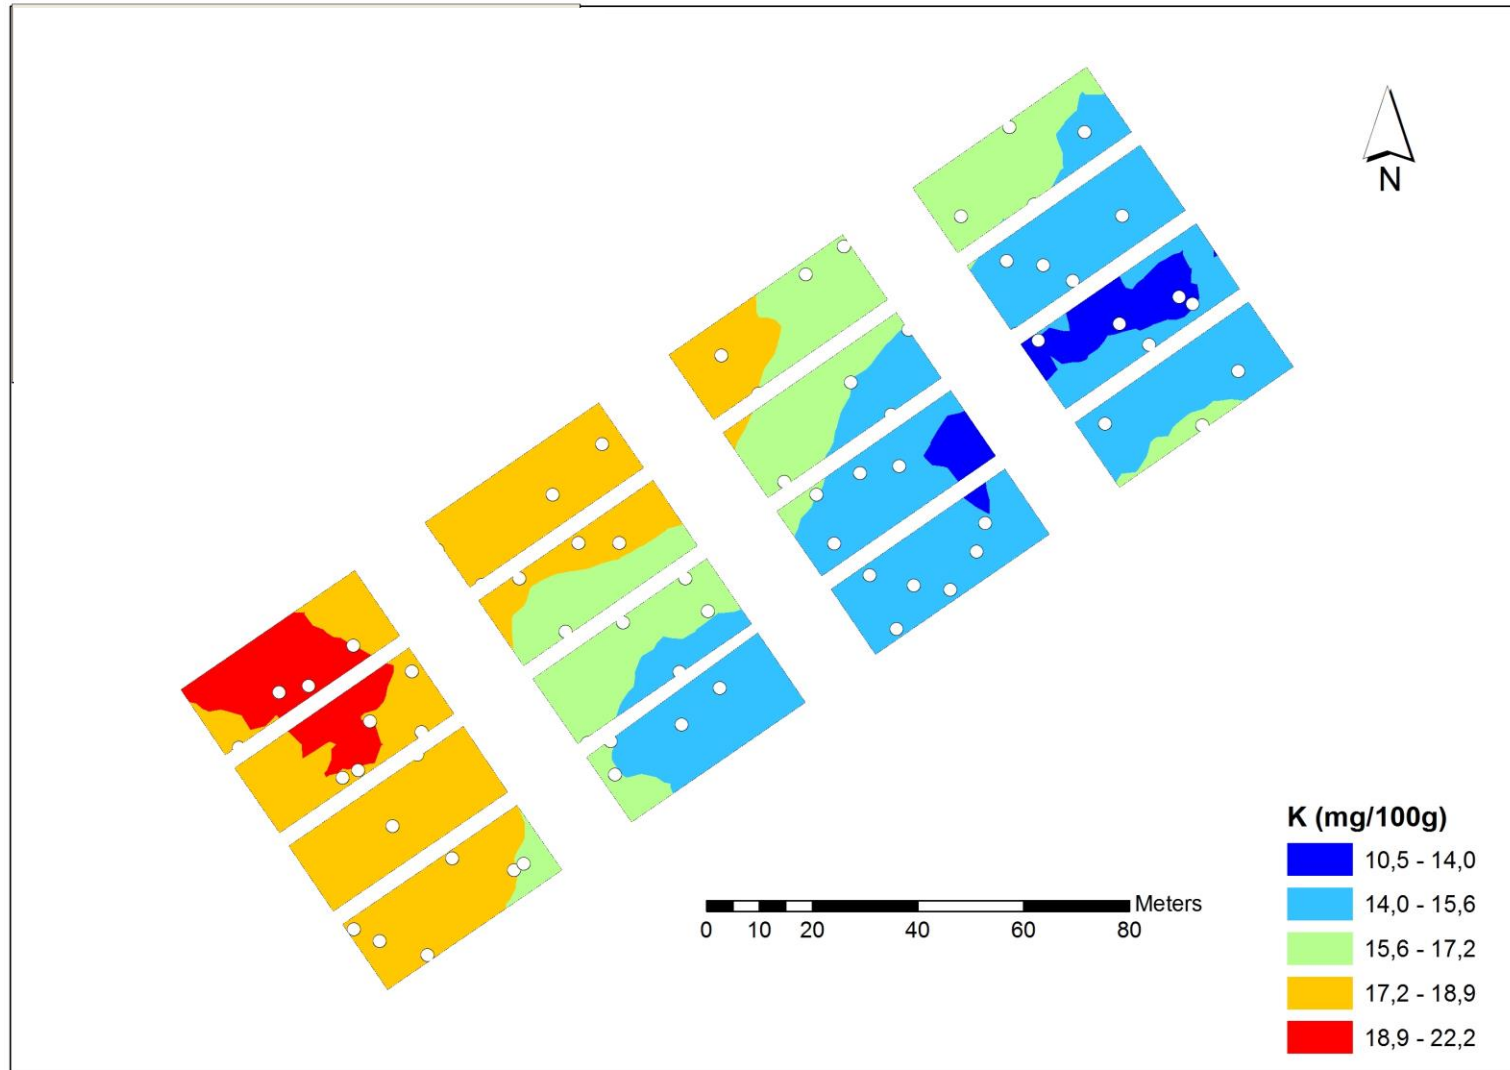 N
K (mg/100g)
10,5 - 14,0
14,0 - 15,6
15,6 - 17,2
17,2 - 18,9
18,9 - 22,2
Meters
0 10 20 40 60 80